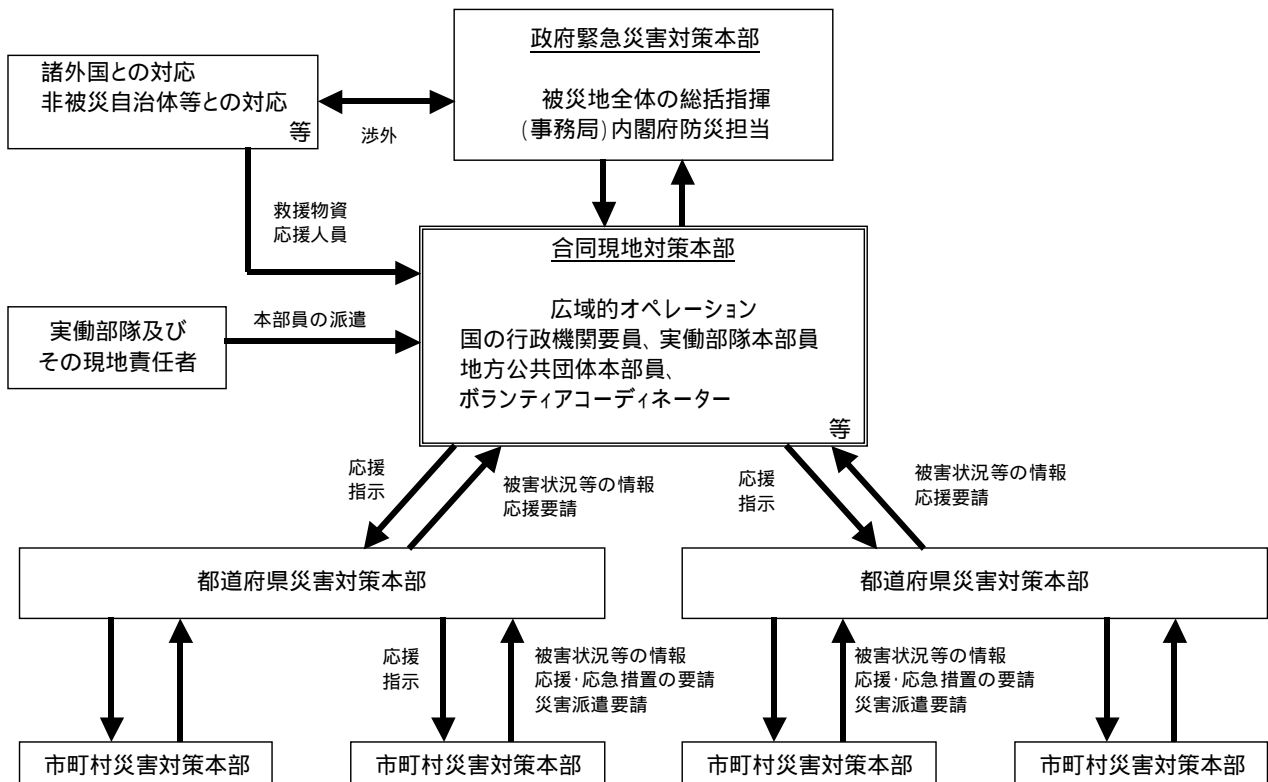 政府緊急災害対策本部
被災地全体の総括指揮
(事務局)内閣府防災担当
諸外国との対応
非被災自治体等との対応
等
渉外
救援物資
応援人員
合同現地対策本部
広域的オペレーション
国の行政機関要員、実働部隊本部員
地方公共団体本部員、
ボランティアコーディネーター
等
実働部隊及び
その現地責任者
本部員の派遣
応援
指示
被害状況等の情報
応援要請
応援
指示
被害状況等の情報
応援要請
都道府県災害対策本部
都道府県災害対策本部
応援
指示
被害状況等の情報
応援・応急措置の要請
災害派遣要請
被害状況等の情報
応援・応急措置の要請
災害派遣要請
市町村災害対策本部
市町村災害対策本部
市町村災害対策本部
市町村災害対策本部